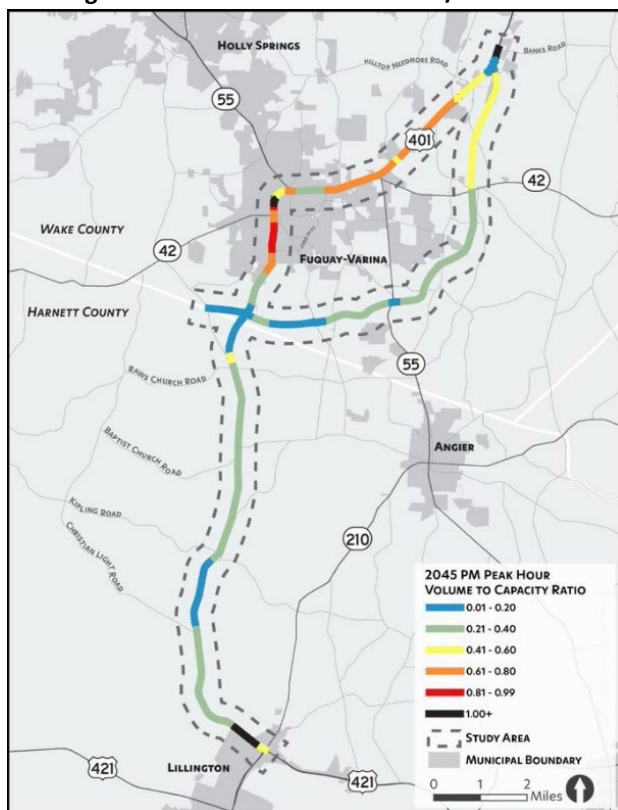 HOLLY SPRINGS
HILLTOP NEEDMORE ROAD
BANKS ROAD
55
401
42
WAKE COUNTY
42
FUQUAY-VARINA
HARNETT COUNTY
55
RAWS CHURCH ROAD
ANGIER
BAPTIST CHURCH ROAD
KIPLING ROAD
210
CHRISTIAN LIGHT ROAD
2045 PM PEAK HOUR
VOLUME TO CAPACITY RATIO
0.01 - 0.20
0.21 - 0.40
0.41 - 0.60
0.61 - 0.80
0.81 - 0.99
1.00+
STUDY AREA
MUNICIPAL BOUNDARY
421
LILLINGTON
421
0 1 2
MILES